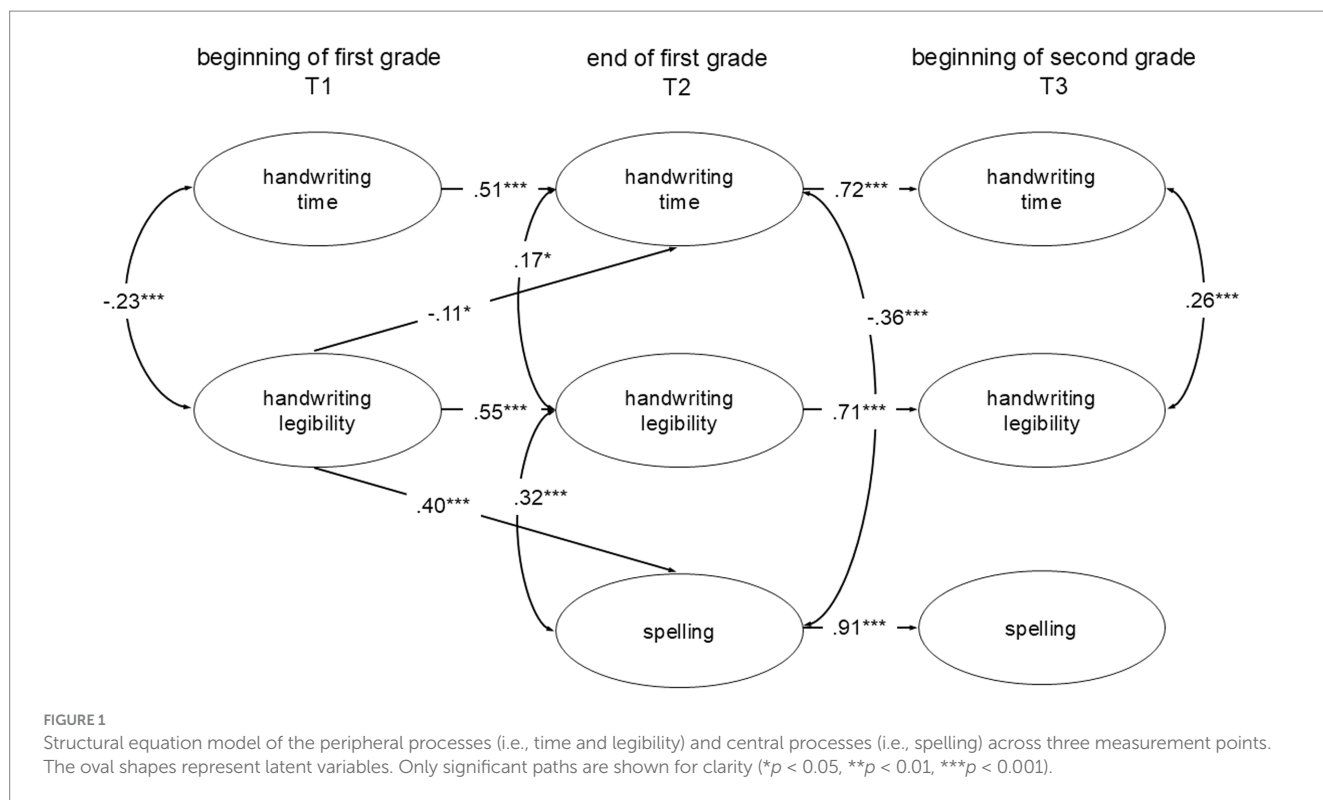 beginning of first grade
T1
end of first grade
T2
beginning of second grade
T3
handwriting
time
.51***
handwriting
time
.72***
handwriting
time
.17*
-.23***
-.11*
-.36***
.26***
handwriting
legibility
.55***
handwriting
legibility
.71***
handwriting
legibility
.40***
.32***
spelling
.91***
spelling
FIGURE 1
Structural equation model of the peripheral processes (i.e., time and legibility) and central processes (i.e., spelling) across three measurement points.
The oval shapes represent latent variables. Only significant paths are shown for clarity (*p < 0.05, **p < 0.01, ***p < 0.001).